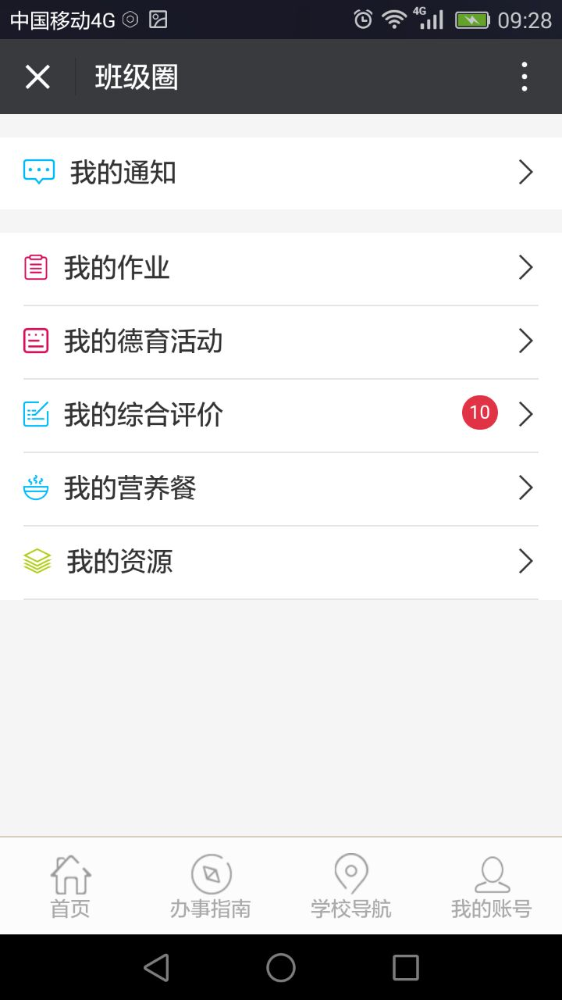 中国移动4G 4G 09:28
班级圈
我的通知
我的作业
我的德育活动
我的综合评价 10
我的营养餐
我的资源
首页 办事指南 学校导航 我的账号